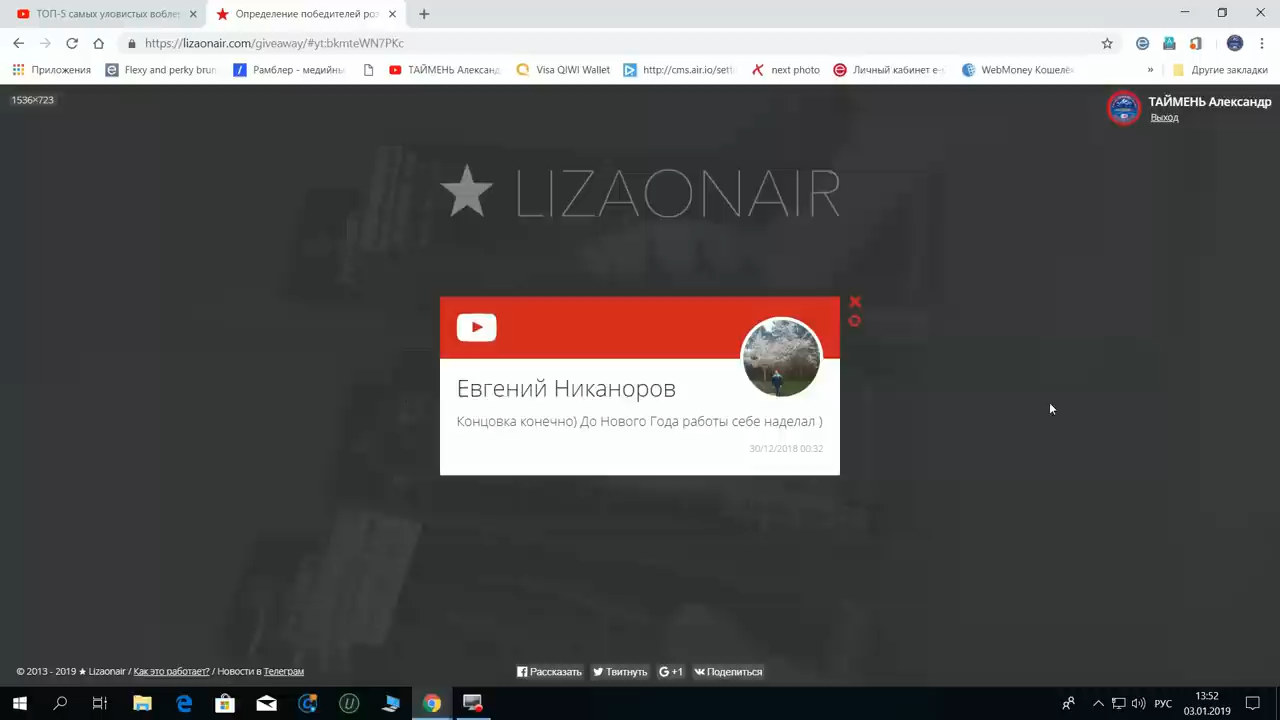 ТОП-5 самых уловистых вобле
Определение победителей роз
https://lizaonair.com/giveaway/#yt:bkmteWN7PKc
Приложения
Flexy and perky brun
Рамблер - медийны
ТАЙМЕНЬ Александ
Visa QIWI Wallet
http://cms.air.io/sett
next photo
Личный кабинет e-
WebMoney Кошелё
»
Другие закладки
1536×723
ТАЙМЕНЬ Александр
Выход
LIZAONAIR
Евгений Никаноров
Концовка конечно) До Нового Года работы себе наделал )
30/12/2018 00:32
© 2013 - 2019 ★ Lizaonair / Как это работает? / Новости в Телеграм
Рассказать
Твитнуть
G+1
Поделиться
РУС
13:52
03.01.2019